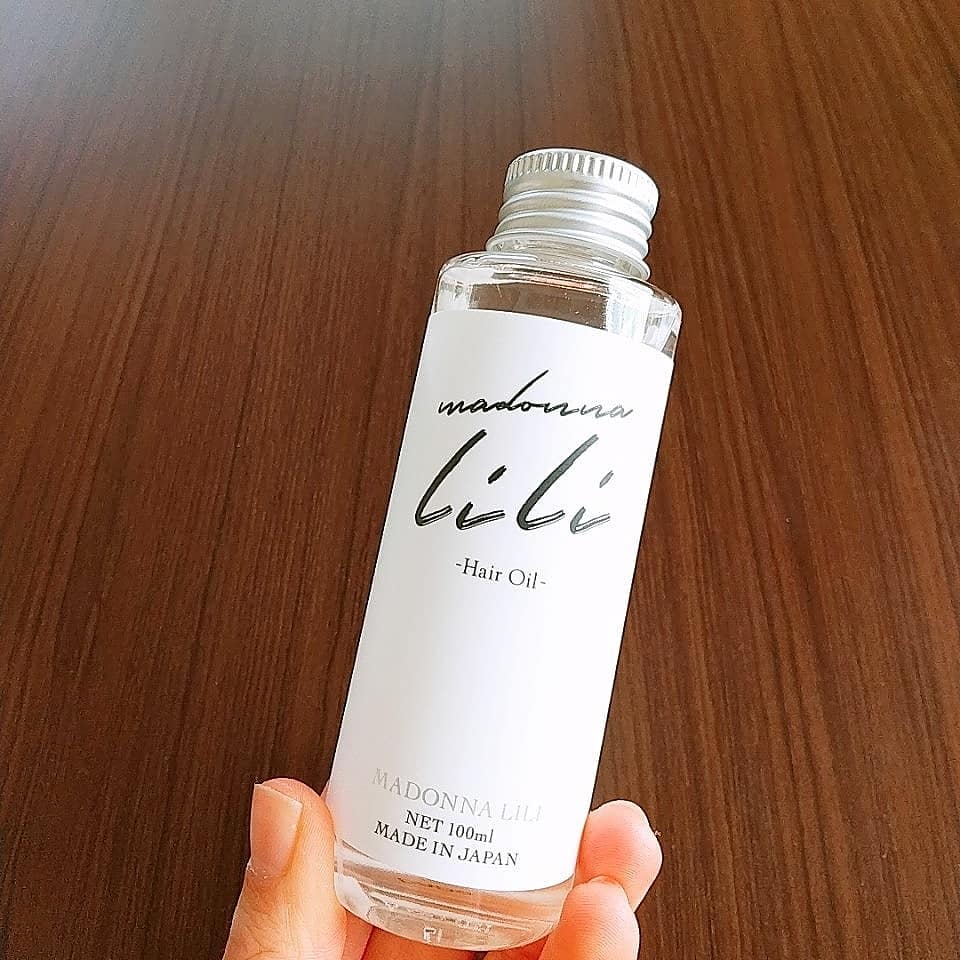 madonna
lili
-Hair Oil-
MADONNA LILI
NET 100ml
MADE IN JAPAN